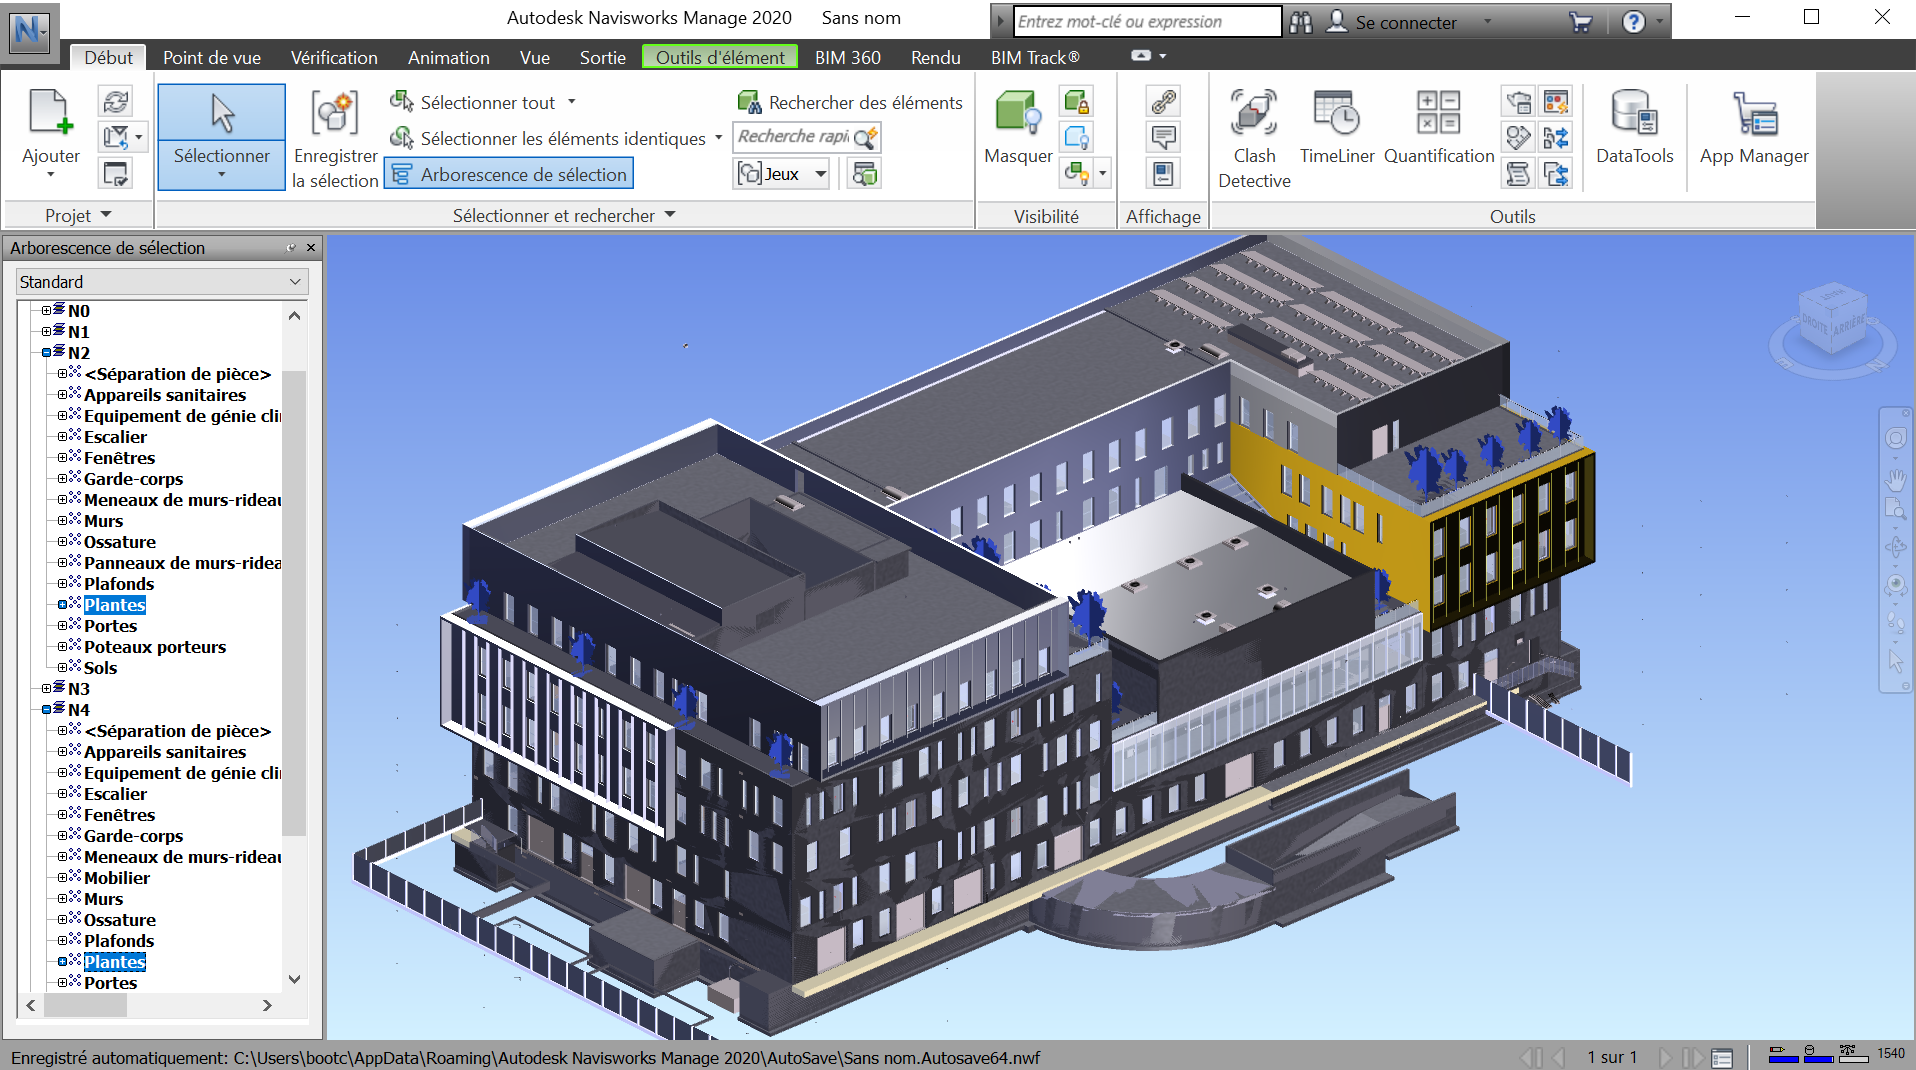 Autodesk Navisworks Manage 2020 Sans nom
Entrez mot-clé ou expression
Se connecter
Début Point de vue Vérification Animation Vue Sortie Outils d'élément BIM 360 Rendu BIM Track®
Ajouter
Projet
Sélectionner
Enregistrer
la sélection
Sélectionner tout
Sélectionner les éléments identiques
Arborescence de sélection
Rechercher des éléments
Recherche rapi
Jeux
Sélectionner et rechercher
Masquer
Visibilité
Affichage
Clash
Detective
TimeLiner
Quantification
DataTools
App Manager
Outils
Arborescence de sélection
Standard
N0
N1
N2
<Séparation de pièce>
Appareils sanitaires
Equipement de génie cli
Escalier
Fenêtres
Garde-corps
Meneaux de murs-rideau
Murs
Ossature
Panneaux de murs-ridea
Plafonds
Plantes
Portes
Poteaux porteurs
Sols
N3
N4
<Séparation de pièce>
Appareils sanitaires
Equipement de génie cli
Escalier
Fenêtres
Garde-corps
Meneaux de murs-rideau
Mobilier
Murs
Ossature
Plafonds
Plantes
Portes
HAUT
DROITE
ARRIÈRE
Enregistré automatiquement: C:\Users\bootc\AppData\Roaming\Autodesk Navisworks Manage 2020\AutoSave\Sans nom.Autosave64.nwf
1 sur 1
1540